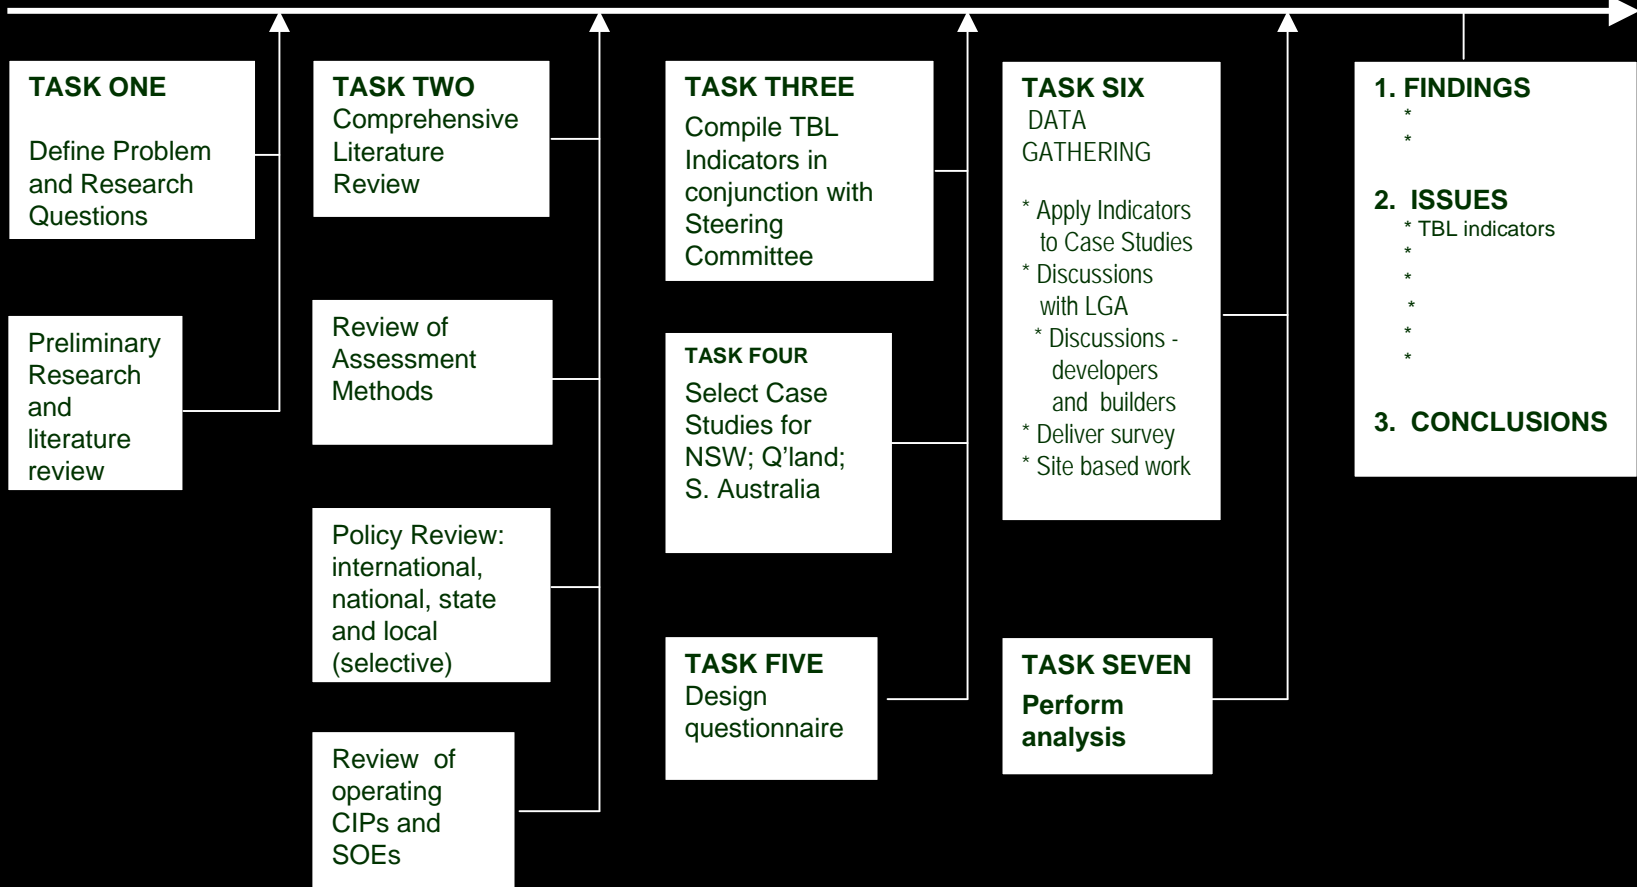 TASK ONE
Define Problem
and Research
Questions
Preliminary
Research
and
literature
review
TASK TWO
Comprehensive
Literature
Review
Review of
Assessment
Methods
Policy Review:
international,
national, state
and local
(selective)
Review of
operating
CIPs and
SOEs
TASK THREE
Compile TBL
Indicators in
conjunction with
Steering
Committee
TASK FOUR
Select Case
Studies for
NSW; Q’land;
S. Australia
TASK FIVE
Design
questionnaire
TASK SIX
DATA
GATHERING
* Apply Indicators
to Case Studies
* Discussions
with LGA
* Discussions -
developers
and builders
* Deliver survey
* Site based work
TASK SEVEN
Perform
analysis
1. FINDINGS
*
*
2. ISSUES
* TBL indicators
*
*
*
*
*
3. CONCLUSIONS